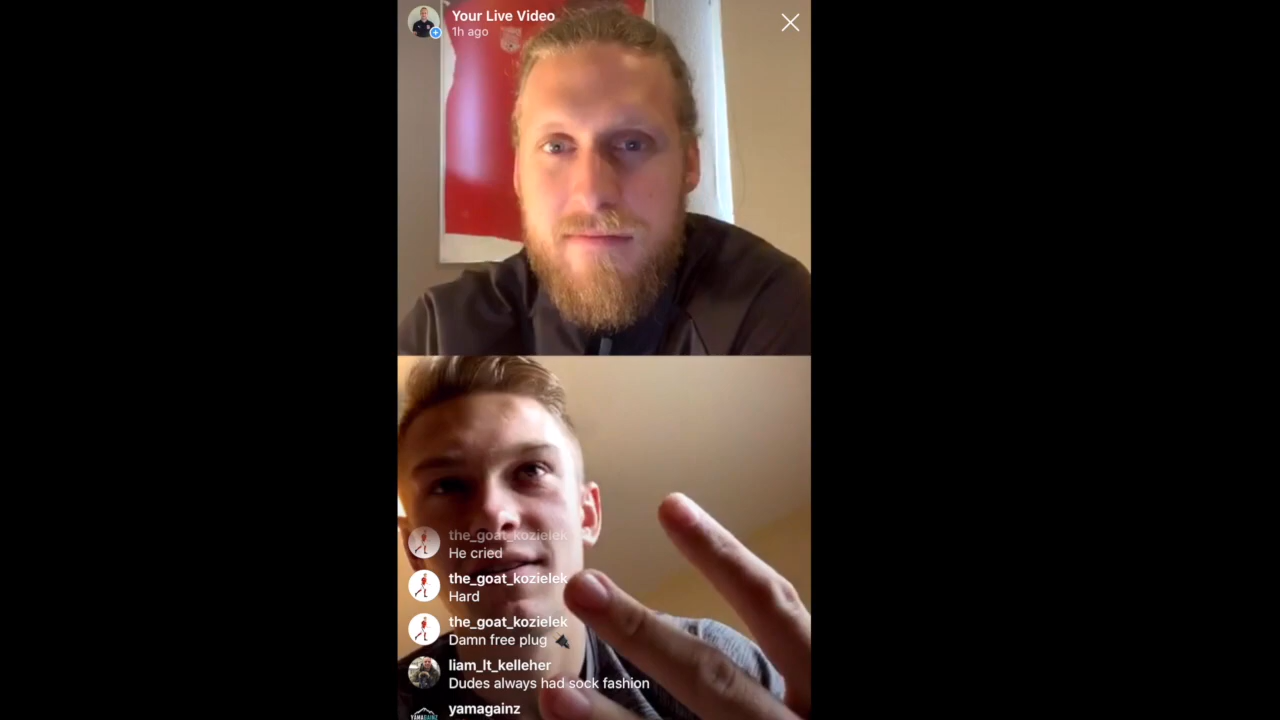 Your Live Video
1h ago
the_goat_kozielek
He cried
the_goat_kozielek
Hard
the_goat_kozielek
Damn free plug
liam_lt_kelleher
Dudes always had sock fashion
YAMAGAINZ
yamagainz